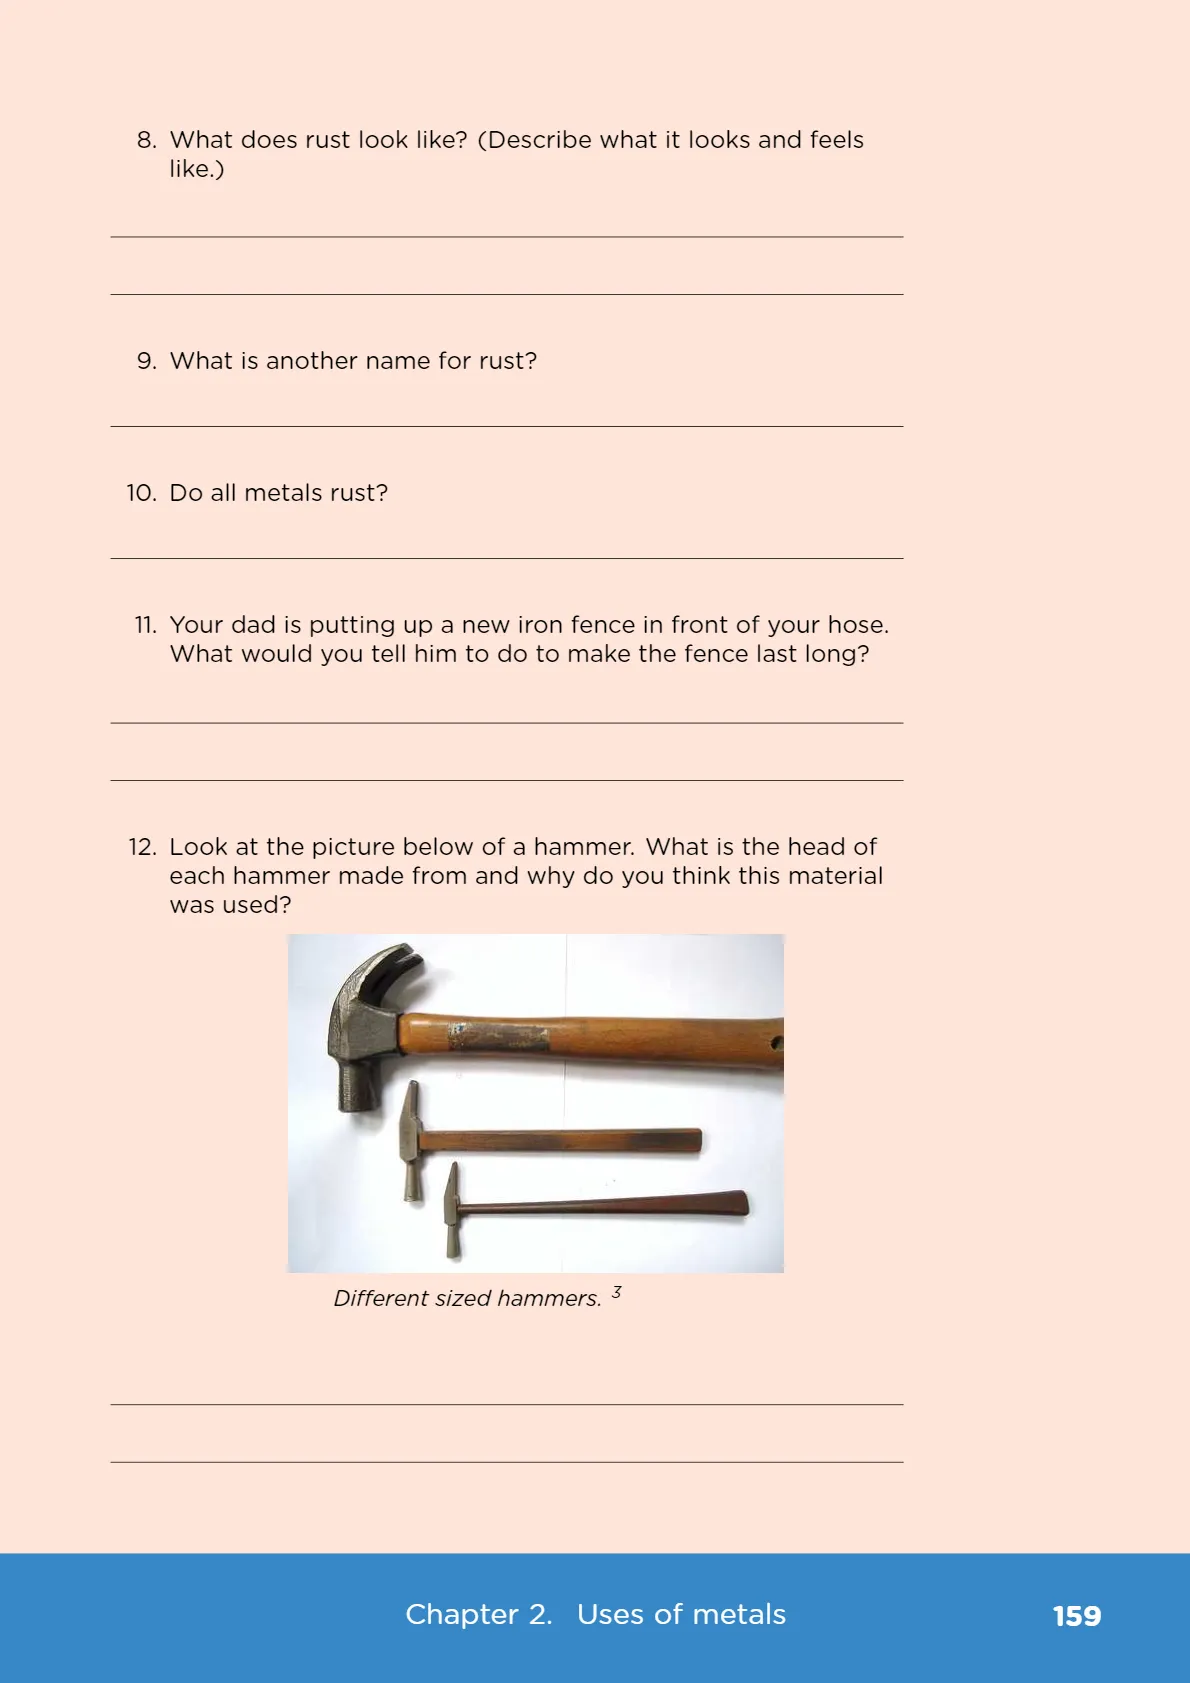 8. What does rust look like? (Describe what it looks and feels
like.)
9. What is another name for rust?
10. Do all metals rust?
11. Your dad is putting up a new iron fence in front of your hose.
What would you tell him to do to make the fence last long?
12. Look at the picture below of a hammer. What is the head of
each hammer made from and why do you think this material
was used?
Different sized hammers. 3
Chapter 2. Uses of metals 159